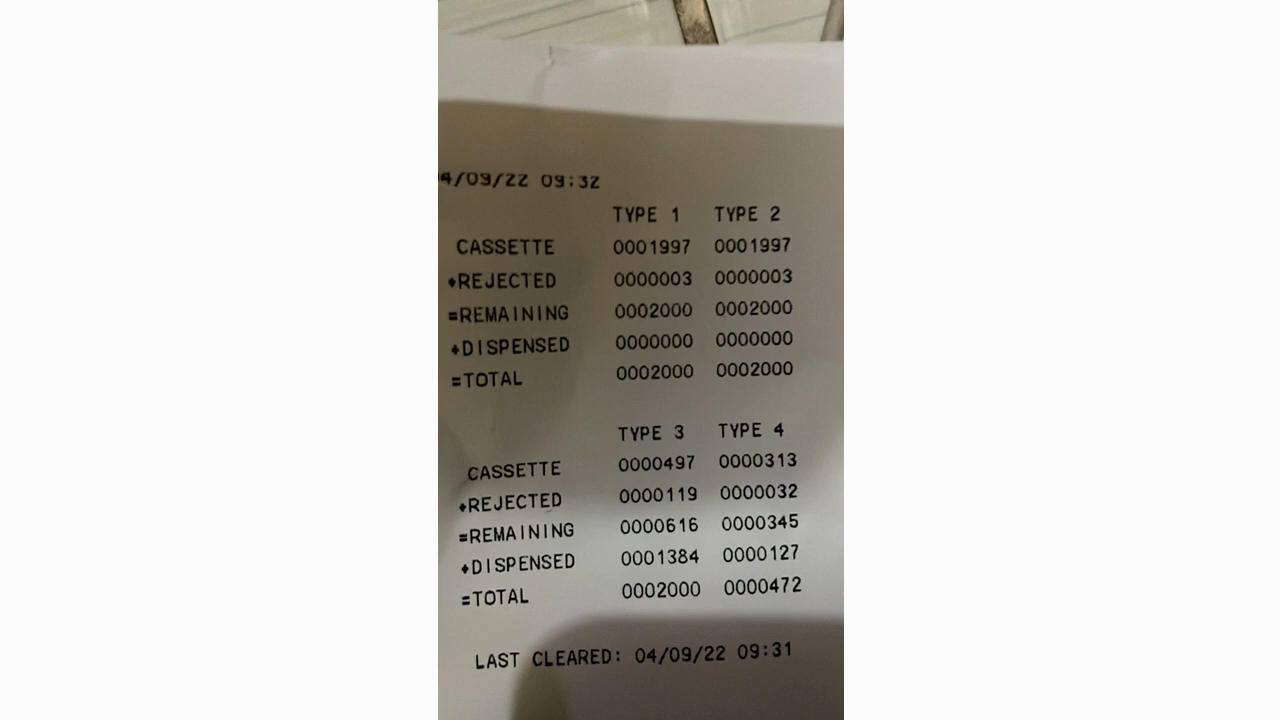 4/09/22 09:32
TYPE 1 TYPE 2
CASSETTE 0001997 0001997
+REJECTED 0000003 0000003
=REMAINING 0002000 0002000
+DISPENSED 0000000 0000000
=TOTAL 0002000 0002000
TYPE 3 TYPE 4
CASSETTE 0000497 0000313
+REJECTED 0000119 0000032
=REMAINING 0000616 0000345
+DISPENSED 0001384 0000127
=TOTAL 0002000 0000472
LAST CLEARED: 04/09/22 09:31